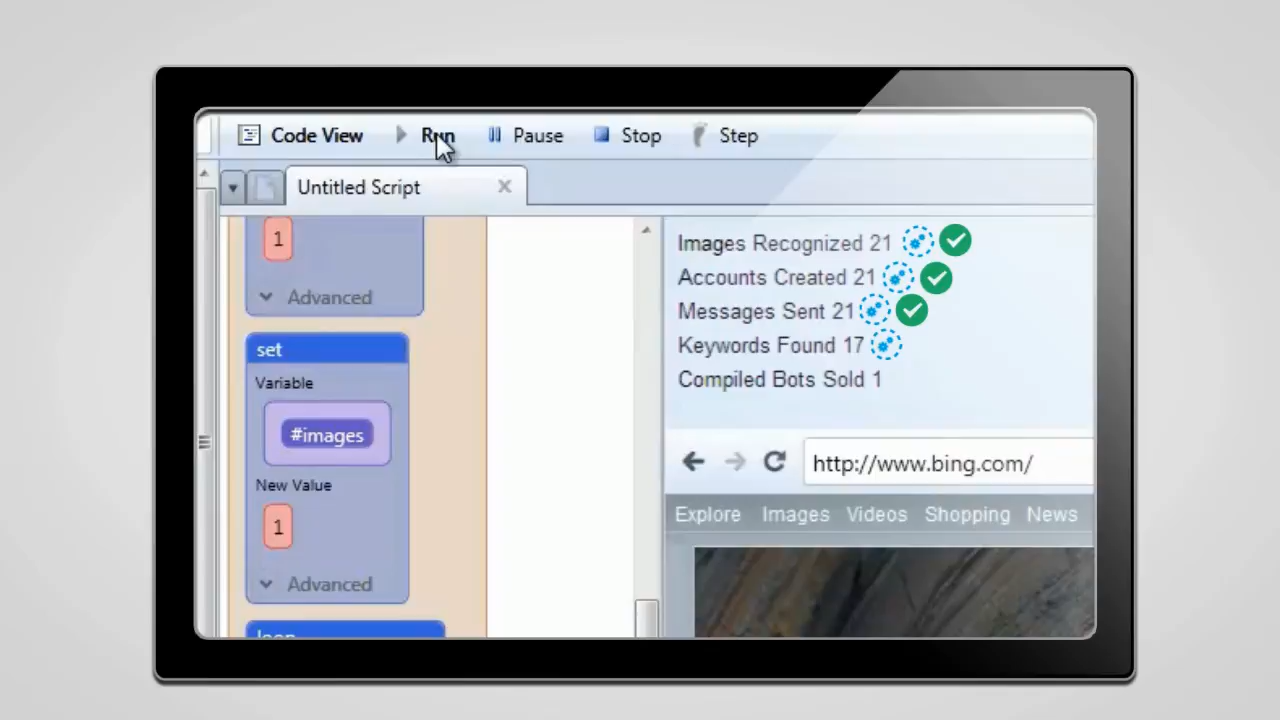 Code View Run Pause Stop Step
Untitled Script
1
Advanced
set
Variable
#images
New Value
1
Advanced
loop
Images Recognized 21
Accounts Created 21
Messages Sent 21
Keywords Found 17
Compiled Bots Sold 1
http://www.bing.com/
Explore Images Videos Shopping News